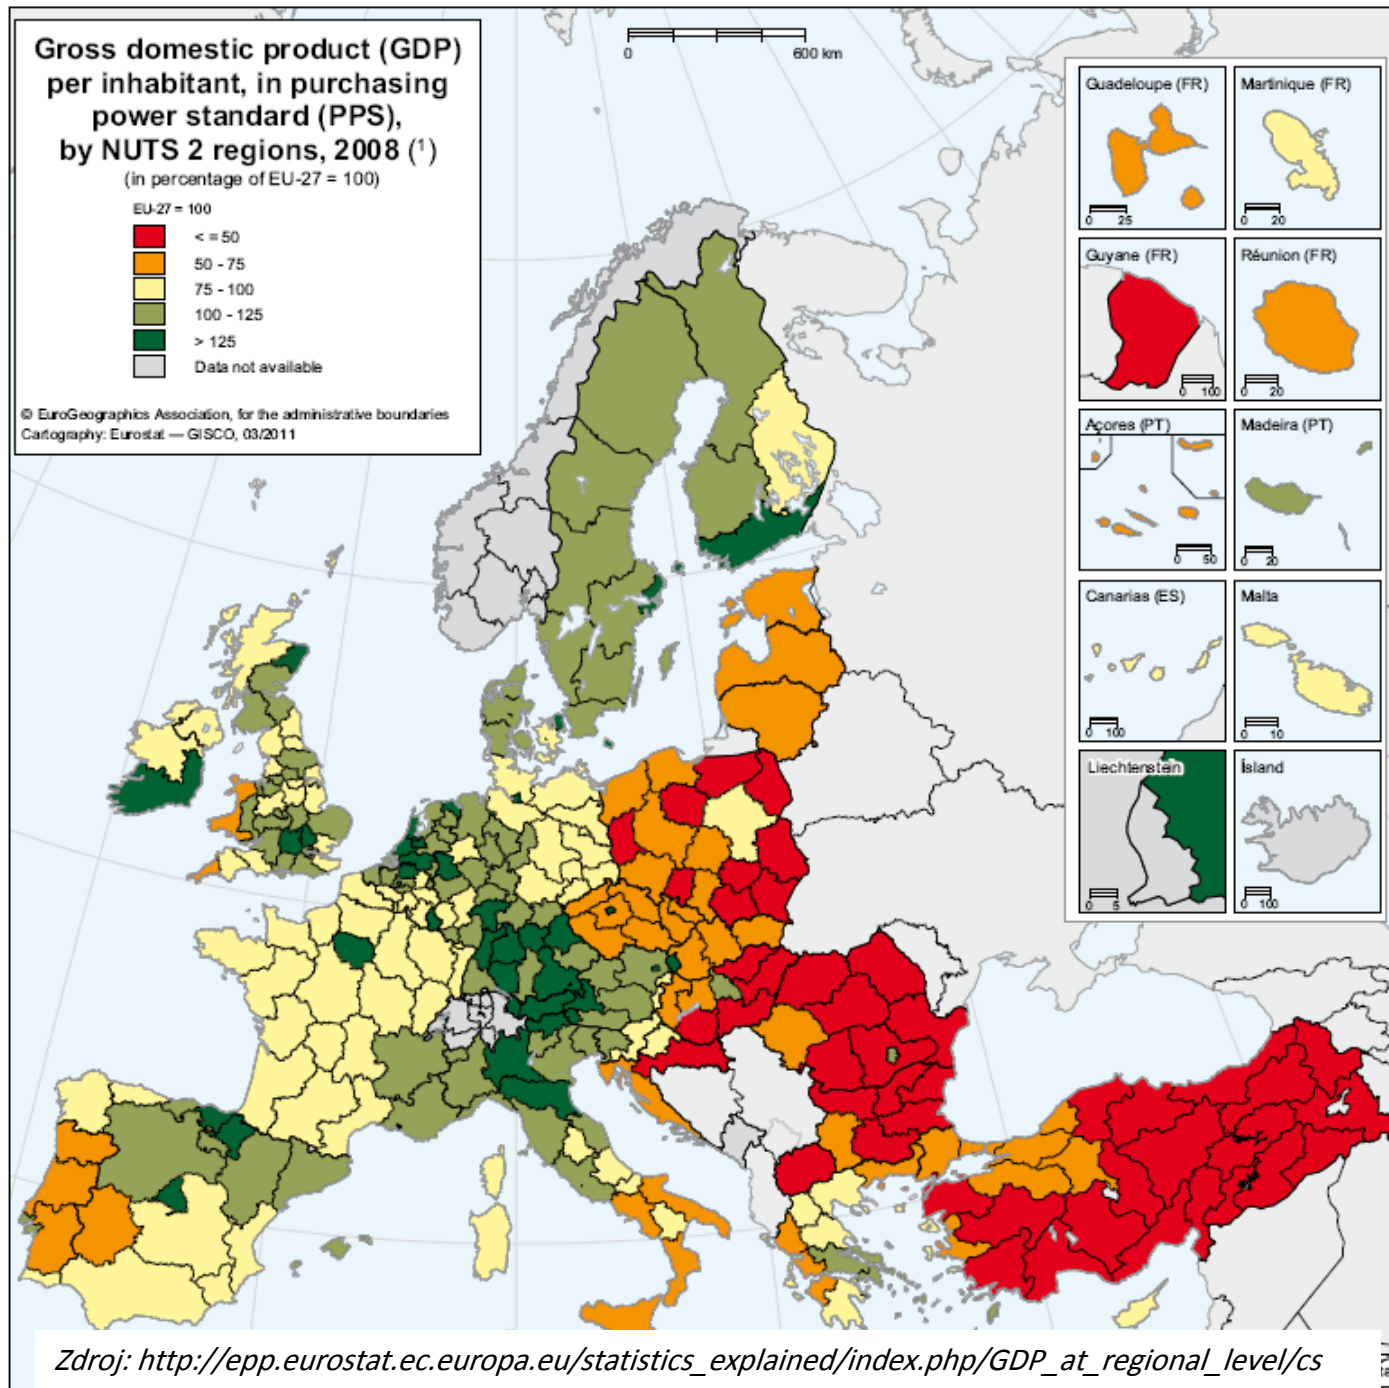 Gross domestic product (GDP)
per inhabitant, in purchasing
power standard (PPS),
by NUTS 2 regions, 2008 (¹)
(in percentage of EU-27 = 100)
EU-27 = 100
< = 50
50 - 75
75 - 100
100 - 125
> 125
Data not available
© EuroGeographics Association, for the administrative boundaries
Cartography: Eurostat — GISCO, 03/2011
0 600 km
Guadeloupe (FR)
0 25
Martinique (FR)
0 20
Guyane (FR)
0 100
Réunion (FR)
0 20
Açores (PT)
0 50
Madeira (PT)
0 20
Canarias (ES)
0 100
Malta
0 10
Liechtenstein
0 5
Ísland
0 100
Zdroj: http://epp.eurostat.ec.europa.eu/statistics_explained/index.php/GDP_at_regional_level/cs